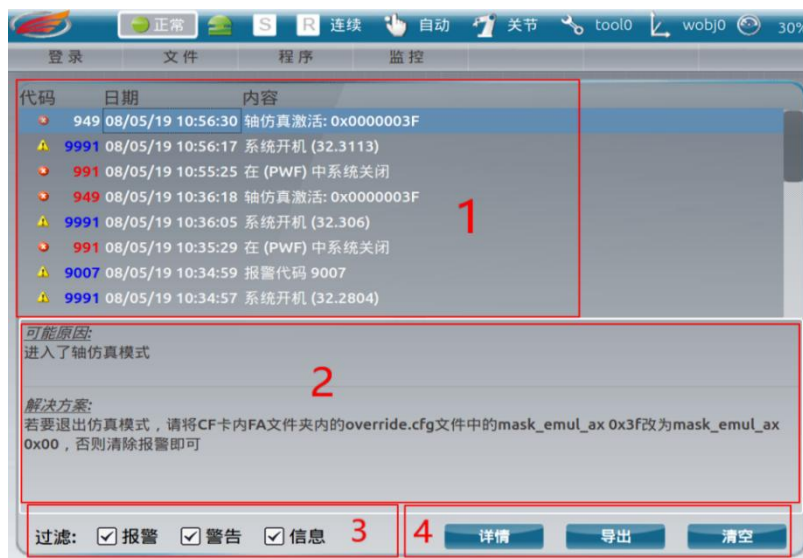 正常 S R 连续 自动 关节 tool0 wobj0 30%
登录 文件 程序 监控
代码 日期 内容
949 08/05/19 10:56:30 轴仿真激活: 0x0000003F
9991 08/05/19 10:56:17 系统开机 (32.3113)
991 08/05/19 10:55:25 在 (PWF) 中系统关闭
949 08/05/19 10:36:18 轴仿真激活: 0x0000003F
9991 08/05/19 10:36:05 系统开机 (32.306)
991 08/05/19 10:35:29 在 (PWF) 中系统关闭
9007 08/05/19 10:34:59 报警代码 9007
9991 08/05/19 10:34:57 系统开机 (32.2804)
1
可能原因:
进入了轴仿真模式
2
解决方案:
若要退出仿真模式，请将CF卡内FA文件夹内的override.cfg文件中的mask_emul_ax 0x3f改为mask_emul_ax
0x00，否则清除报警即可
过滤: 报警 警告 信息 3 4 详情 导出 清空